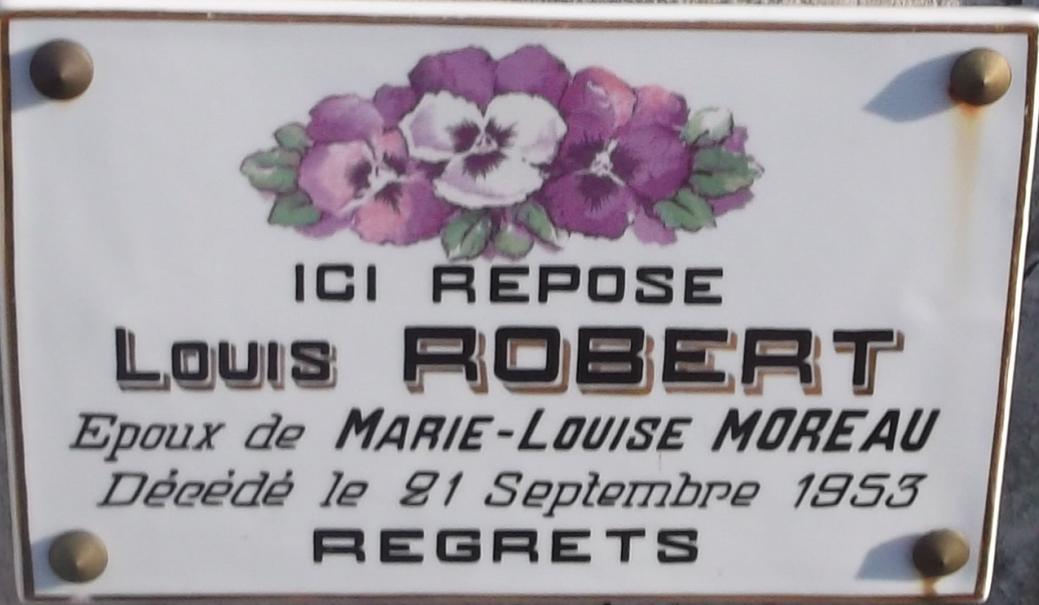 ICI REPOSE
LOUIS ROBERT
Epoux de MARIE-LOUISE MOREAU
Décédé le 21 Septembre 1953
REGRETS